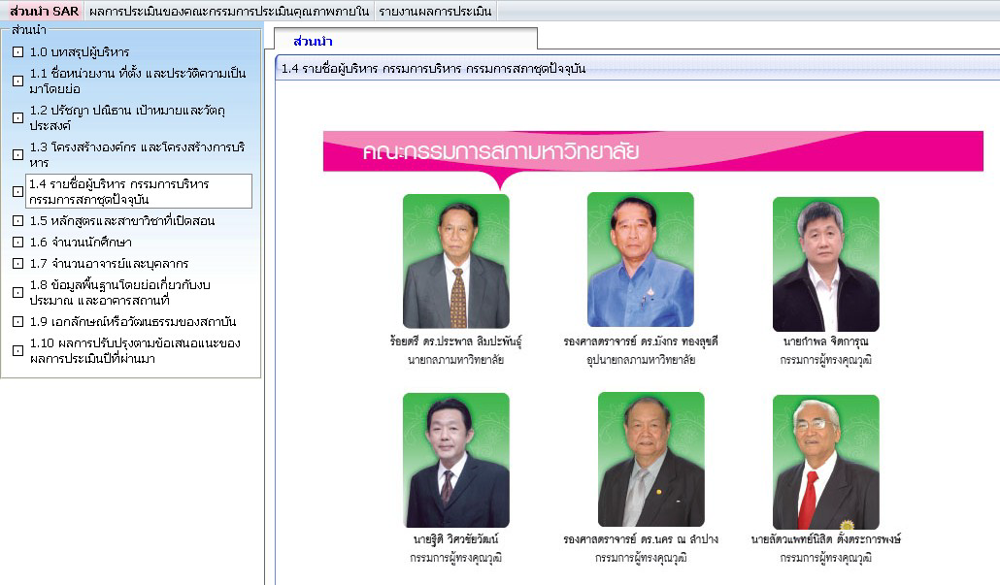 ส่วนนำ SAR ผลการประเมินของคณะกรรมการประเมินคุณภาพภายใน รายงานผลการประเมิน
ส่วนนำ
1.0 บทสรุปผู้บริหาร
1.1 ชื่อหน่วยงาน ที่ตั้ง และประวัติความเป็น
มาโดยย่อ
1.2 ปรัชญา ปณิธาน เป้าหมายและวัตถุ
ประสงค์
1.3 โครงสร้างองค์กร และโครงสร้างการบริ
หาร
1.4 รายชื่อผู้บริหาร กรรมการบริหาร
กรรมการสภาชุดปัจจุบัน
1.5 หลักสูตรและสาขาวิชาที่เปิดสอน
1.6 จำนวนนักศึกษา
1.7 จำนวนอาจารย์และบุคลากร
1.8 ข้อมูลพื้นฐานโดยย่อเกี่ยวกับงบ
ประมาณ และอาคารสถานที่
1.9 เอกลักษณ์หรือวัฒนธรรมของสถาบัน
1.10 ผลการปรับปรุงตามข้อเสนอแนะของ
ผลการประเมินปีที่ผ่านมา
ส่วนนำ
1.4 รายชื่อผู้บริหาร กรรมการบริหาร กรรมการสภาชุดปัจจุบัน
คณะกรรมการสภามหาวิทยาลัย
ร้อยตรี ดร.ประพาล ลิมปะพันธุ์ รองศาสตราจารย์ ดร.มังกร ทองสุขดี นายกำพล จิตการุณ
นายกสภามหาวิทยาลัย อุปนายกสภามหาวิทยาลัย กรรมการผู้ทรงคุณวุฒิ
นายฐิติ วิศวชัยวัฒน์ รองศาสตราจารย์ ดร.นคร ณ ลำปาง นายสัตวแพทย์นิสิต ตั้งตระการพงษ์
กรรมการผู้ทรงคุณวุฒิ กรรมการผู้ทรงคุณวุฒิ กรรมการผู้ทรงคุณวุฒิ